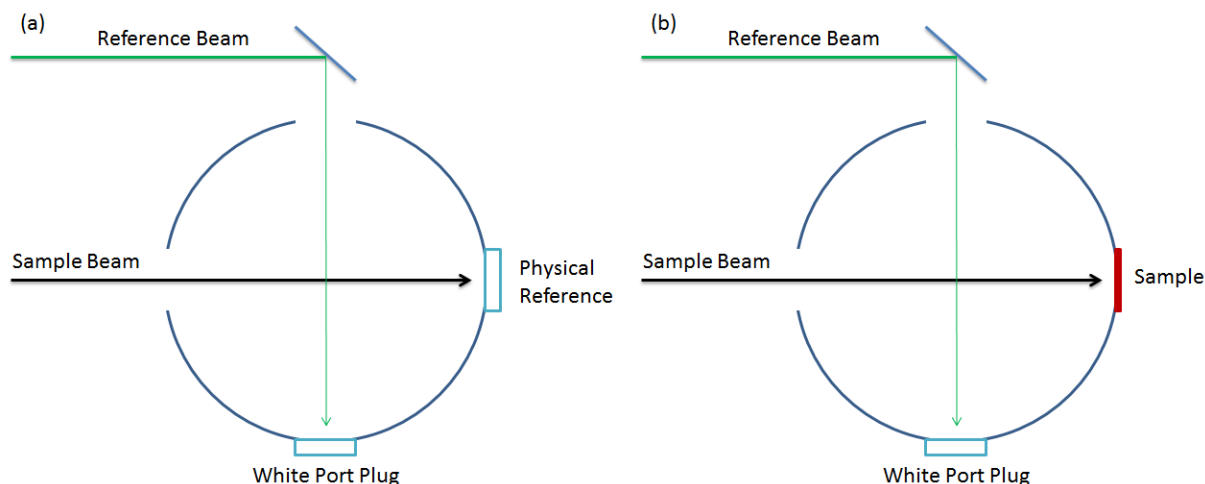 (a)
Reference Beam
Sample Beam
Physical
Reference
White Port Plug
(b)
Reference Beam
Sample Beam
Sample
White Port Plug